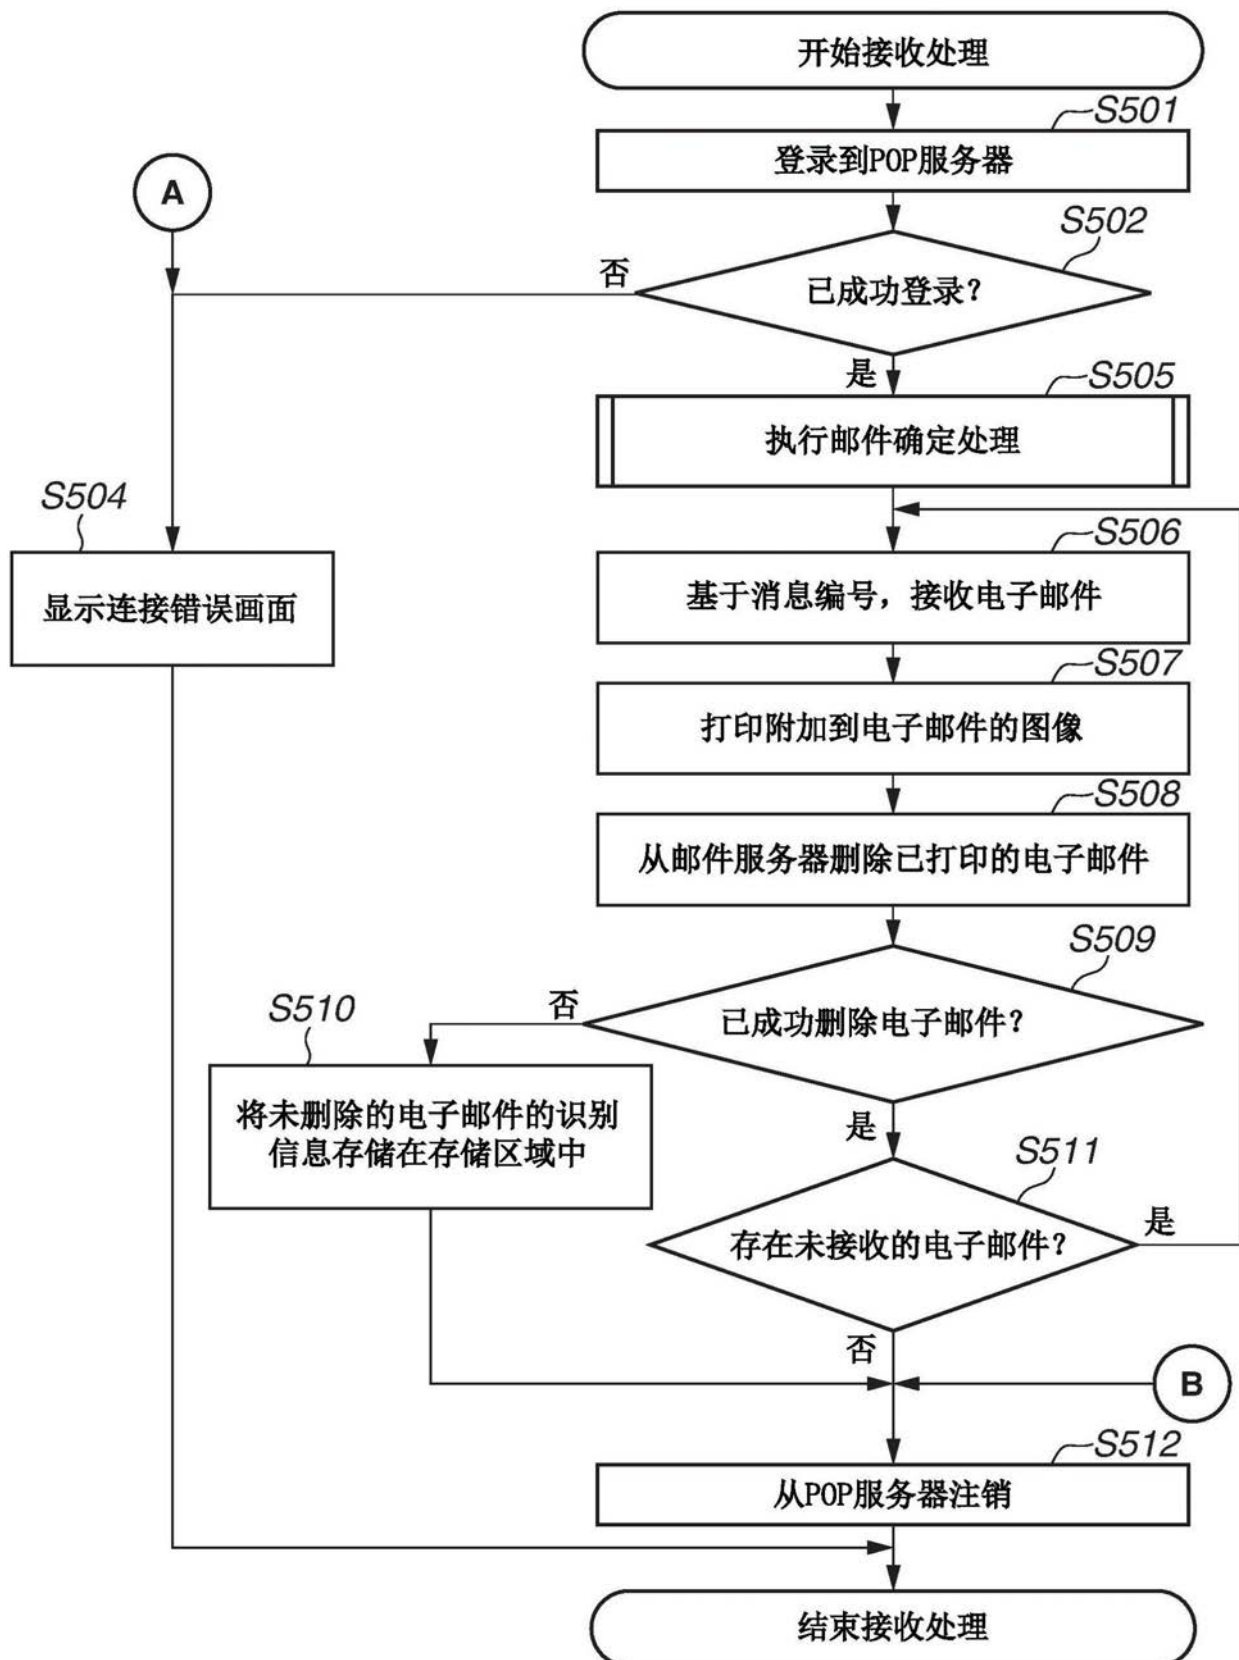 开始接收处理
S501
登录到POP服务器
A
S502
否
已成功登录？
是
S505
执行邮件确定处理
S504
显示连接错误画面
S506
基于消息编号，接收电子邮件
S507
打印附加到电子邮件的图像
S508
从邮件服务器删除已打印的电子邮件
S509
否
已成功删除电子邮件？
S510
将未删除的电子邮件的识别
信息存储在存储区域中
是
S511
存在未接收的电子邮件？
是
否
B
S512
从POP服务器注销
结束接收处理